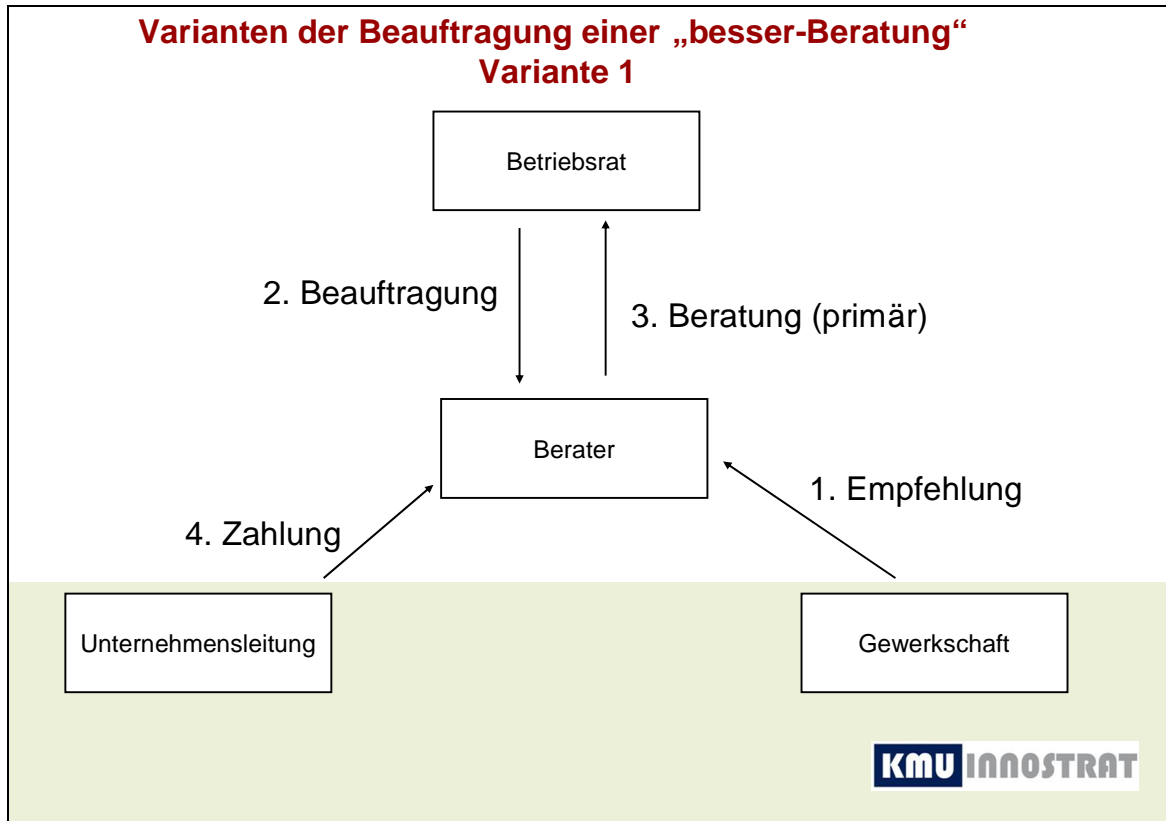 Varianten der Beauftragung einer „besser-Beratung“
Variante 1
Betriebsrat
2. Beauftragung
3. Beratung (primär)
Berater
1. Empfehlung
4. Zahlung
Unternehmensleitung
Gewerkschaft
KMU INNOSTRAT